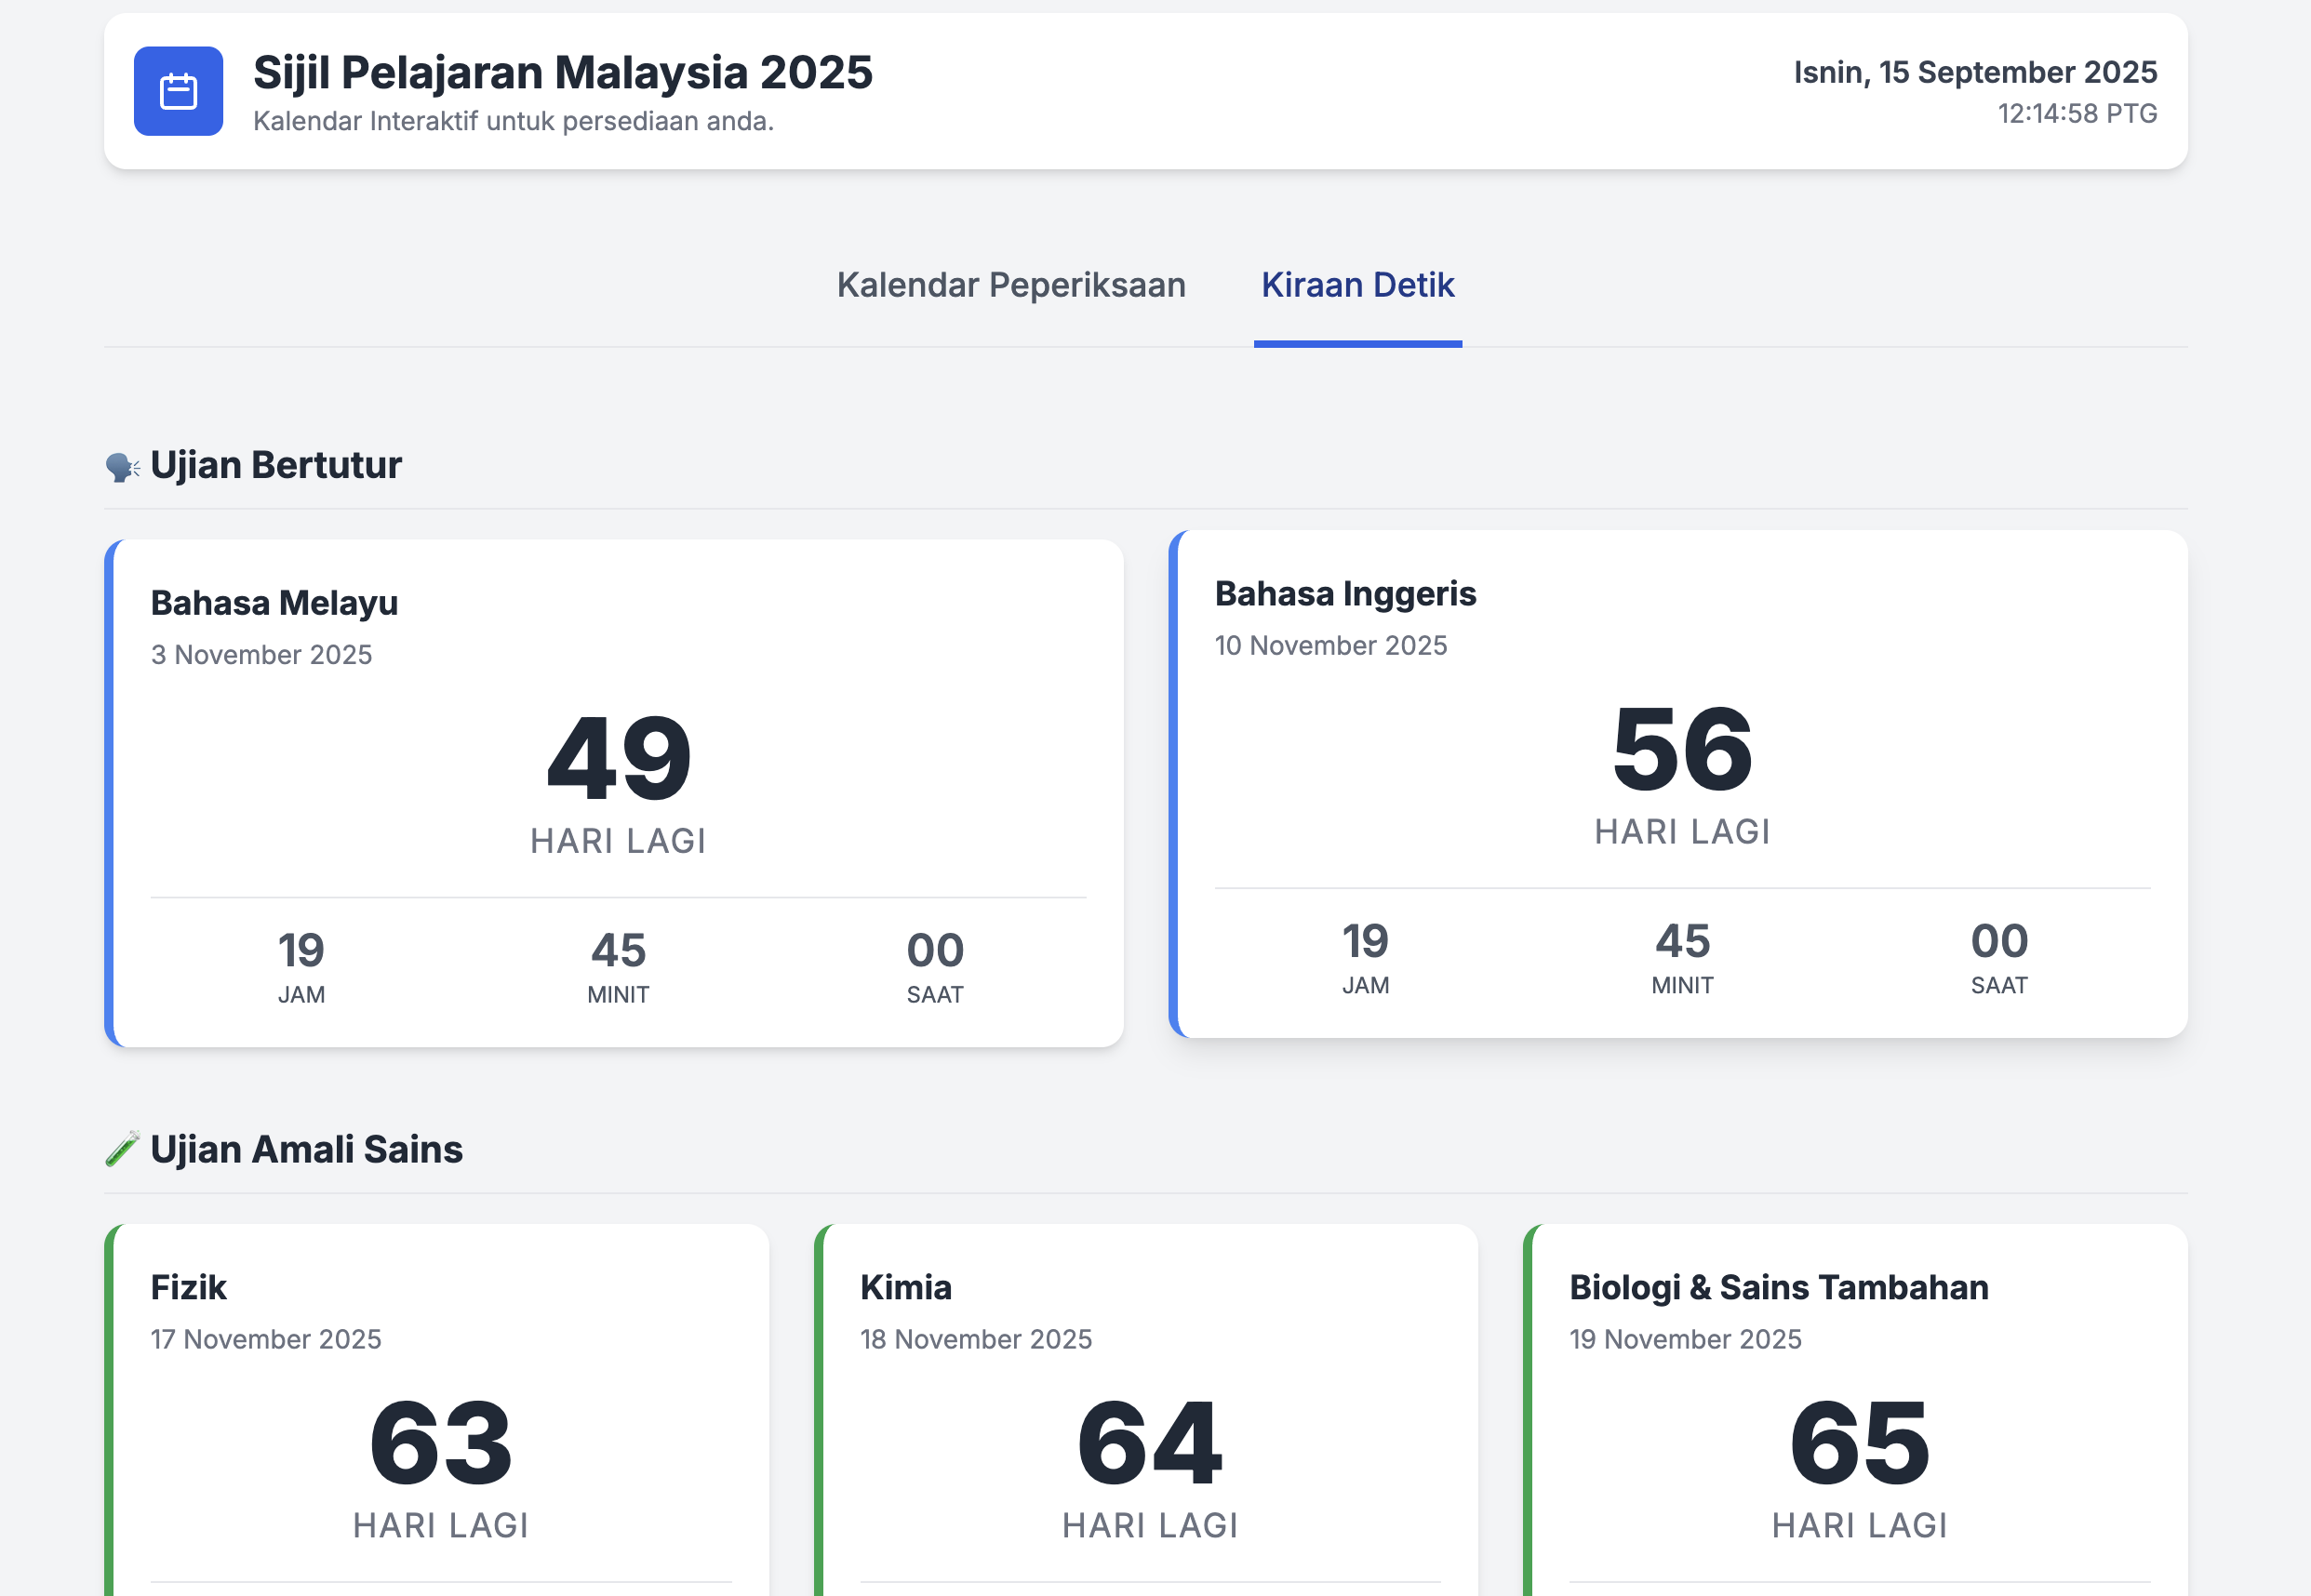 Sijil Pelajaran Malaysia 2025
Kalendar Interaktif untuk persediaan anda.
Isnin, 15 September 2025
12:14:58 PTG
Kalendar Peperiksaan
Kiraan Detik
Ujian Bertutur
Bahasa Melayu
3 November 2025
49
HARI LAGI
19
JAM
45
MINIT
00
SAAT
Bahasa Inggeris
10 November 2025
56
HARI LAGI
19
JAM
45
MINIT
00
SAAT
Ujian Amali Sains
Fizik
17 November 2025
63
HARI LAGI
Kimia
18 November 2025
64
HARI LAGI
Biologi & Sains Tambahan
19 November 2025
65
HARI LAGI